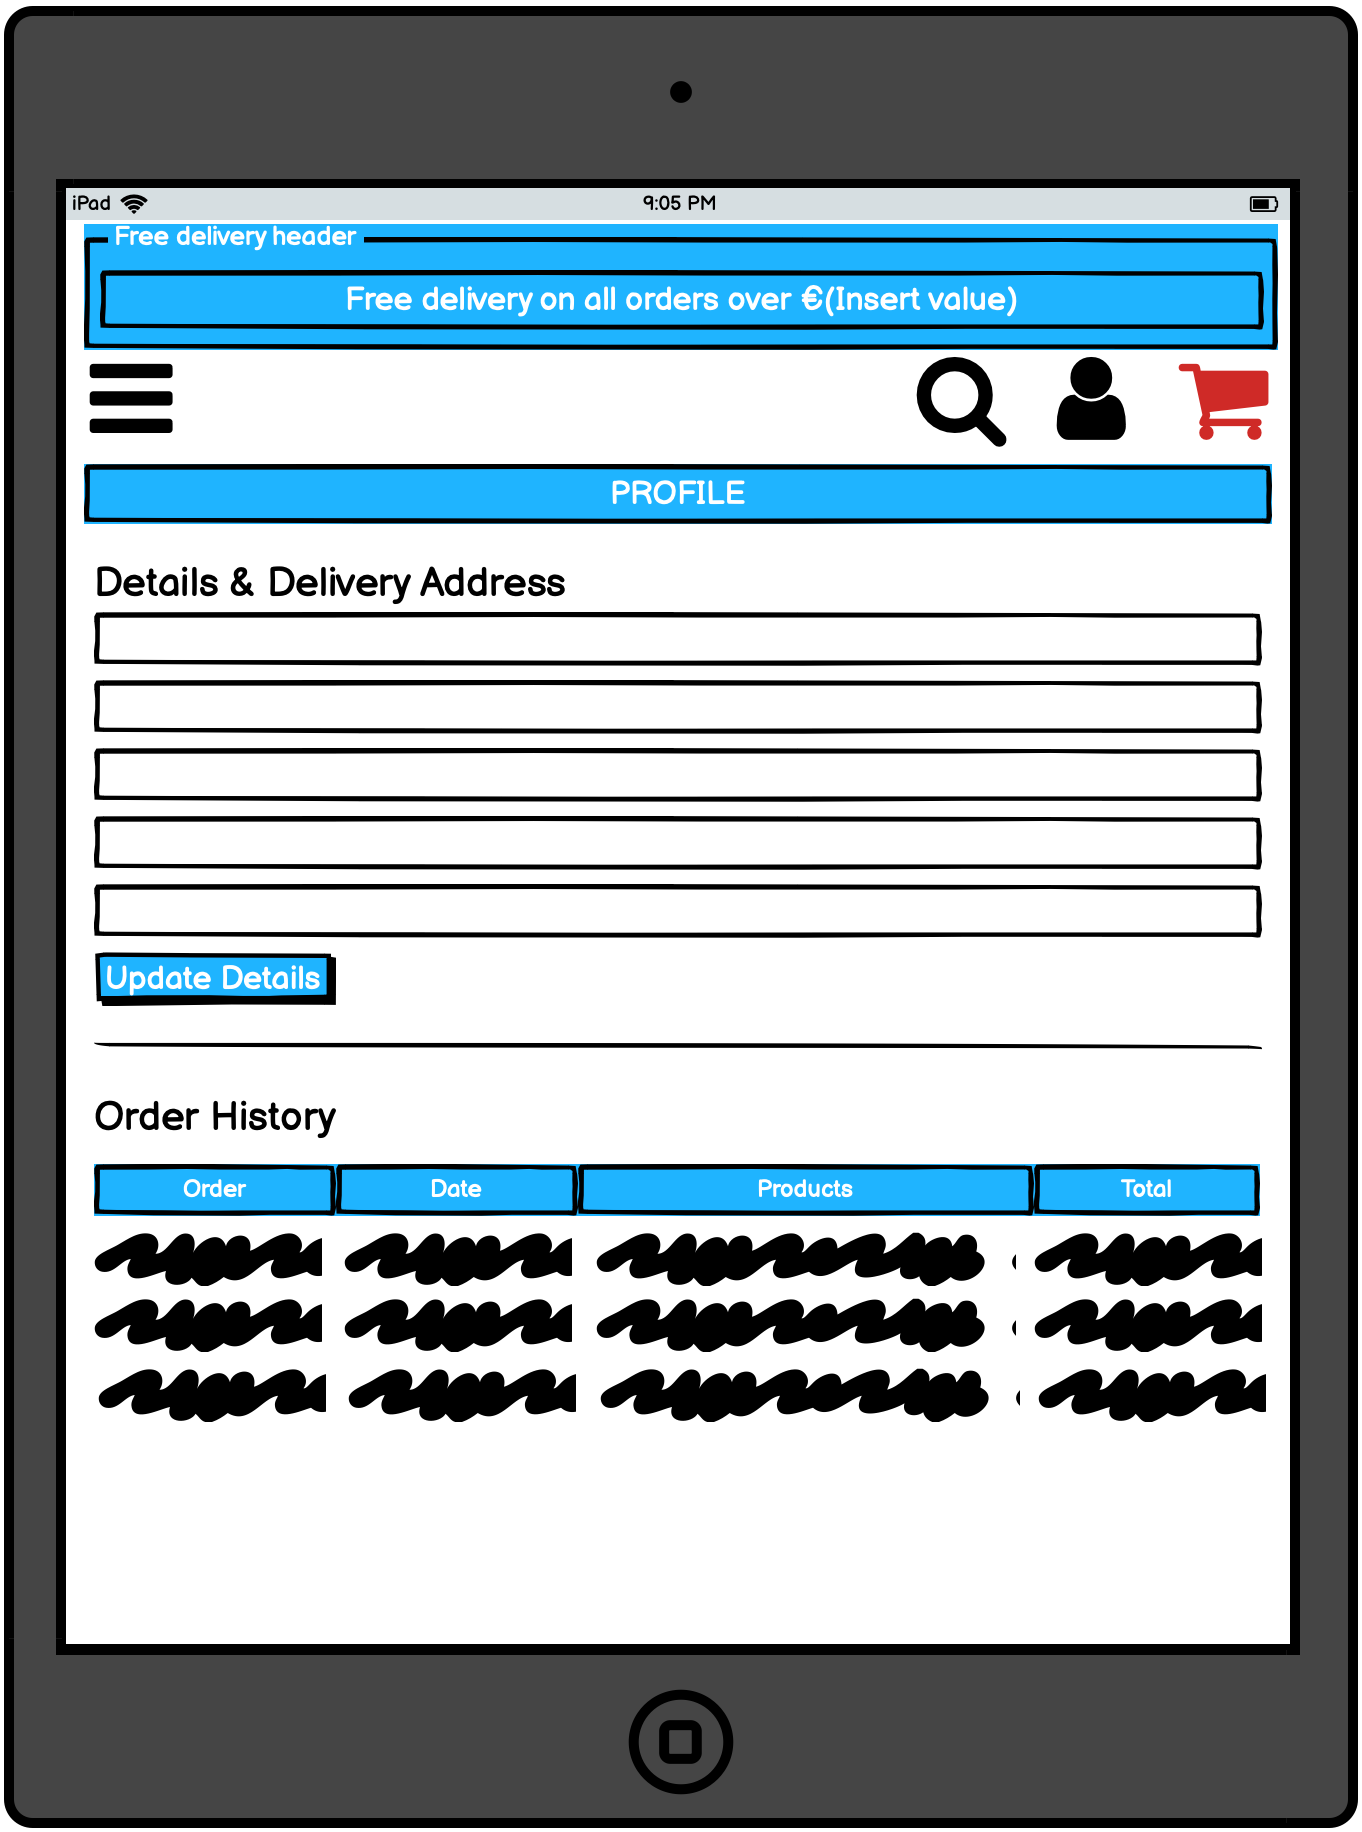 iPad 9:05 PM
Free delivery header
Free delivery on all orders over €(Insert value)
PROFILE
Details & Delivery Address
Update Details
Order History
Order Date Products Total